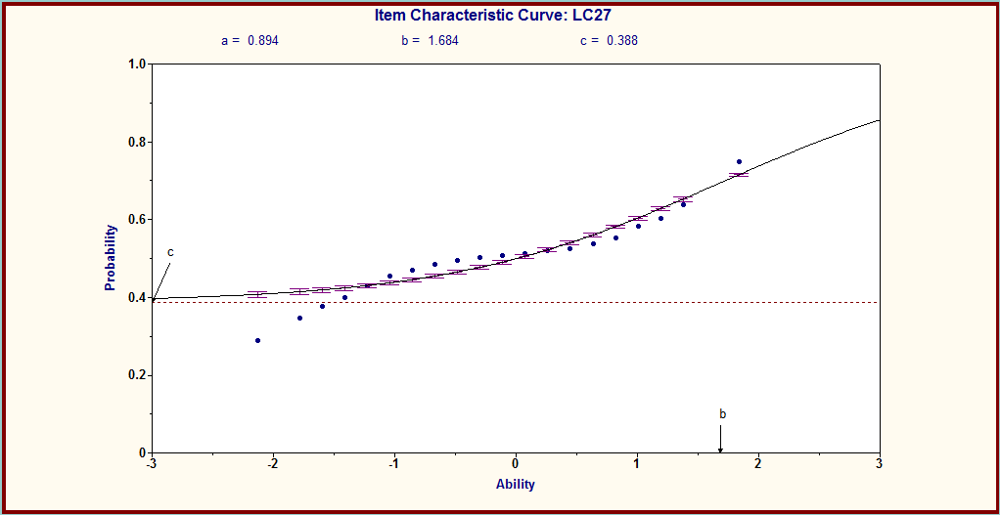 Item Characteristic Curve: LC27
a = 0.894 b = 1.684 c = 0.388
1.0
0.8
0.6
0.4
0.2
0
Probability
c
b
-3 -2 -1 0 1 2 3
Ability